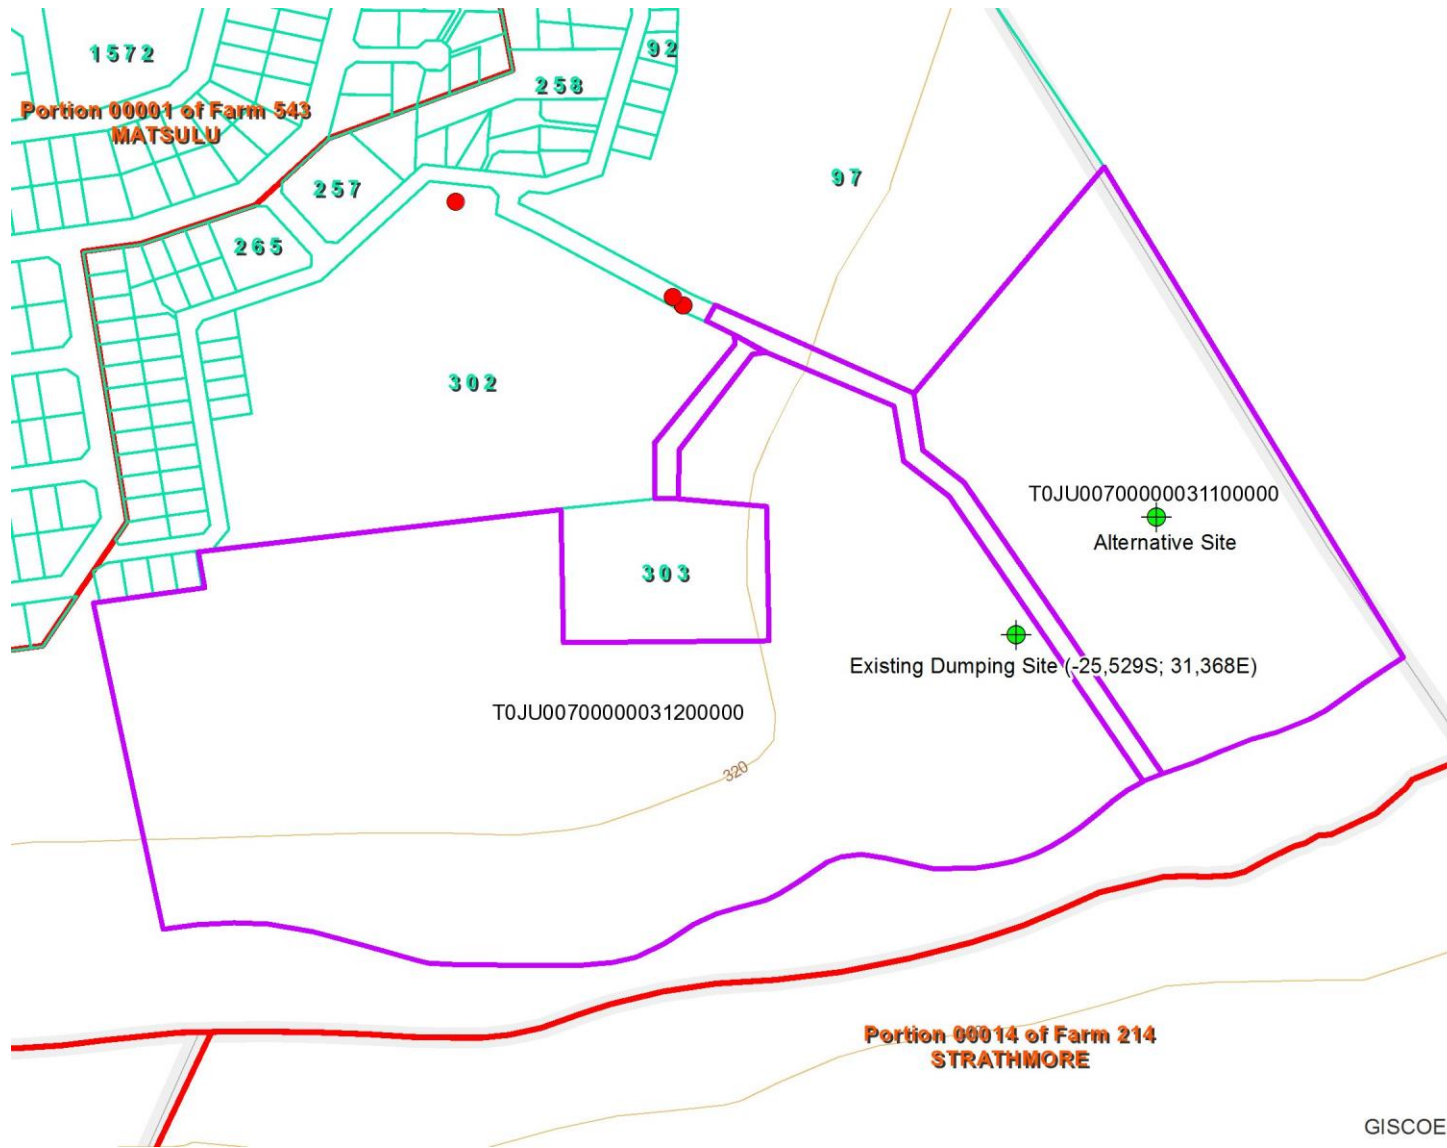 1572
92
258
Portion 00001 of Farm 543
MATSULU
97
257
265
302
T0JU00700000031100000
Alternative Site
303
Existing Dumping Site (-25,529S; 31,368E)
T0JU00700000031200000
320
Portion 00014 of Farm 214
STRATHMORE
GISCOE